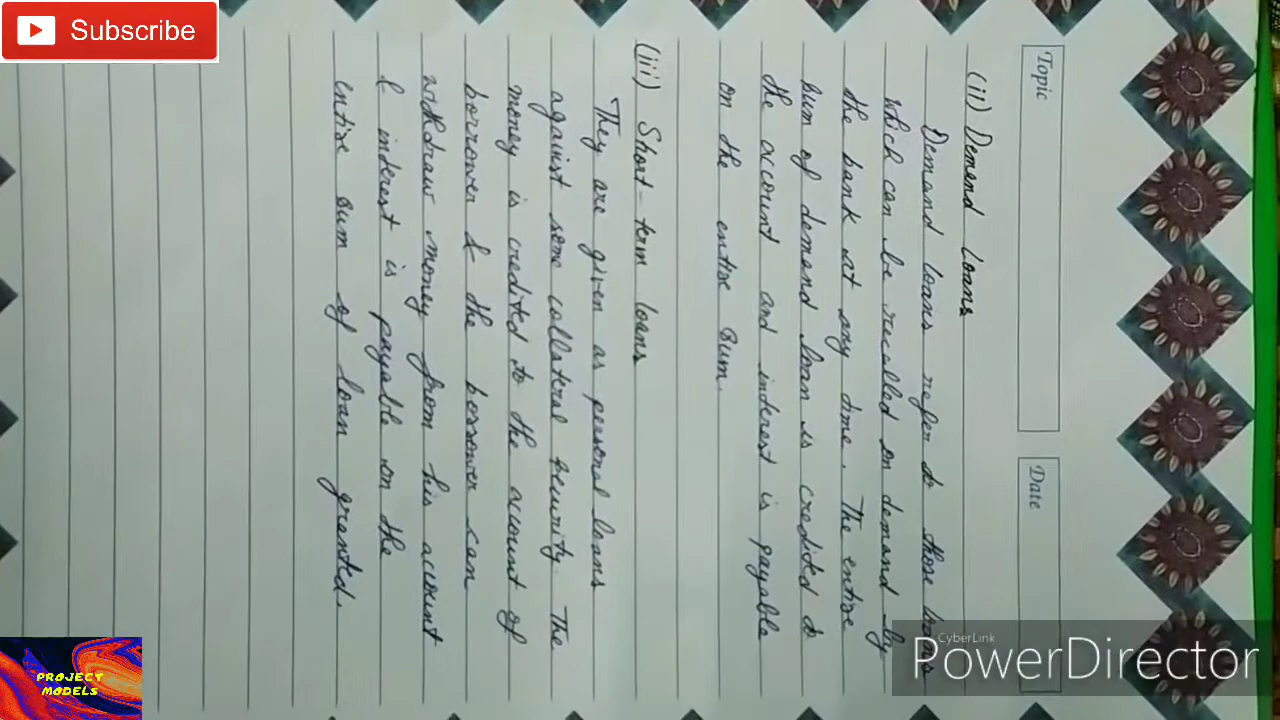 Subscribe
Topic
Date
(ii) Demand Loans
Demand loans refer to those loans
which can be recalled on demand by
the bank at any time. The entire
sum of demand loan is credited to
the account and interest is payable
on the entire sum.
(iii) Short-term loans
They are given as personal loans
against some collateral security. The
money is credited to the account of
borrower & the borrower can
withdraw money from his account
& interest is payable on the
entire sum of loan granted.
CyberLink
PowerDirector
PROJECT
MODELS